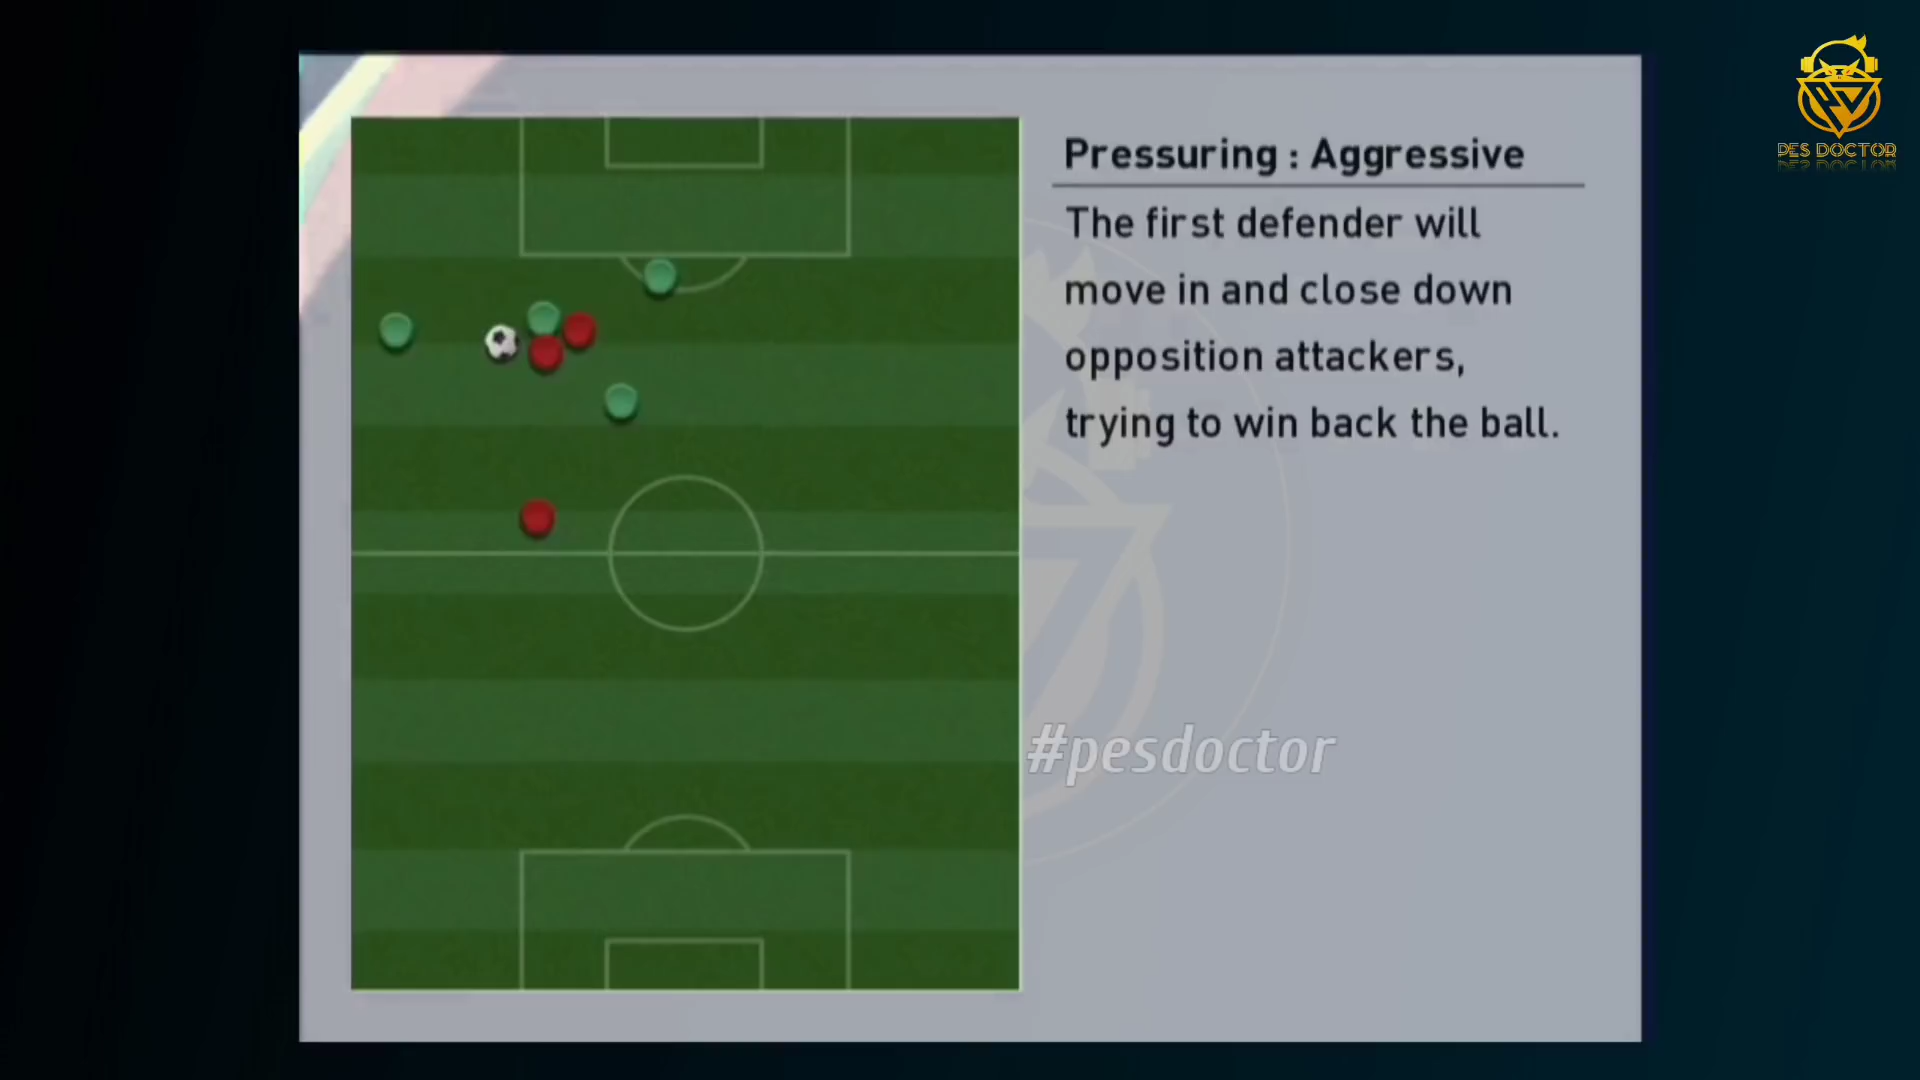 PES DOCTOR
Pressuring : Aggressive
The first defender will
move in and close down
opposition attackers,
trying to win back the ball.
#pesdoctor